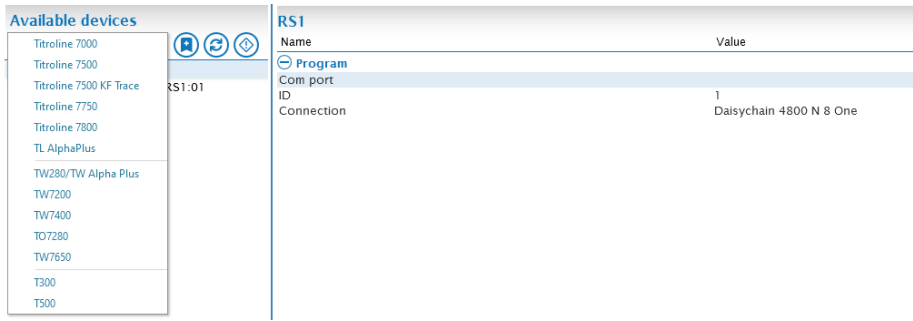 Available devices
Titroline 7000
Titroline 7500
Titroline 7500 KF Trace
Titroline 7750
Titroline 7800
TL AlphaPlus
TW280/TW Alpha Plus
TW7200
TW7400
TO7280
TW7650
T300
T500
RS1:01
RS1
Name Value
Program
Com port
ID 1
Connection Daisychain 4800 N 8 One